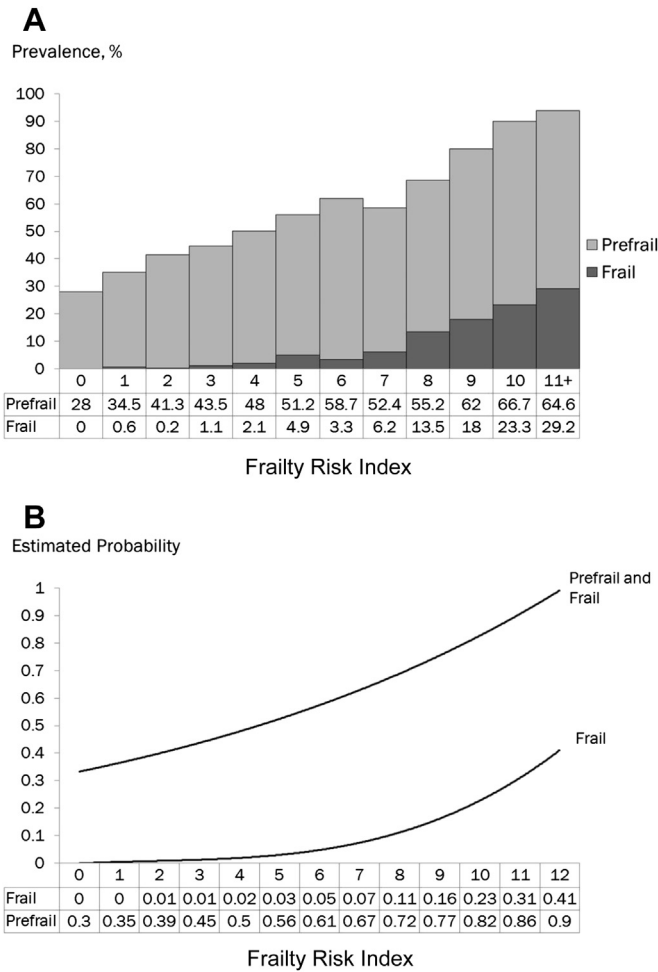 A
Prevalence, %
100
90
80
70
60
50
40
30
20
10
0
Prefrail
Frail
0 1 2 3 4 5 6 7 8 9 10 11+
Prefrail 28 34.5 41.3 43.5 48 51.2 58.7 52.4 55.2 62 66.7 64.6
Frail 0 0.6 0.2 1.1 2.1 4.9 3.3 6.2 13.5 18 23.3 29.2
Frailty Risk Index
B
Estimated Probability
1
0.9
0.8
0.7
0.6
0.5
0.4
0.3
0.2
0.1
0
Prefrail and
Frail
Frail
0 1 2 3 4 5 6 7 8 9 10 11 12
Frail 0 0 0.01 0.01 0.02 0.03 0.05 0.07 0.11 0.16 0.23 0.31 0.41
Prefrail 0.3 0.35 0.39 0.45 0.5 0.56 0.61 0.67 0.72 0.77 0.82 0.86 0.9
Frailty Risk Index